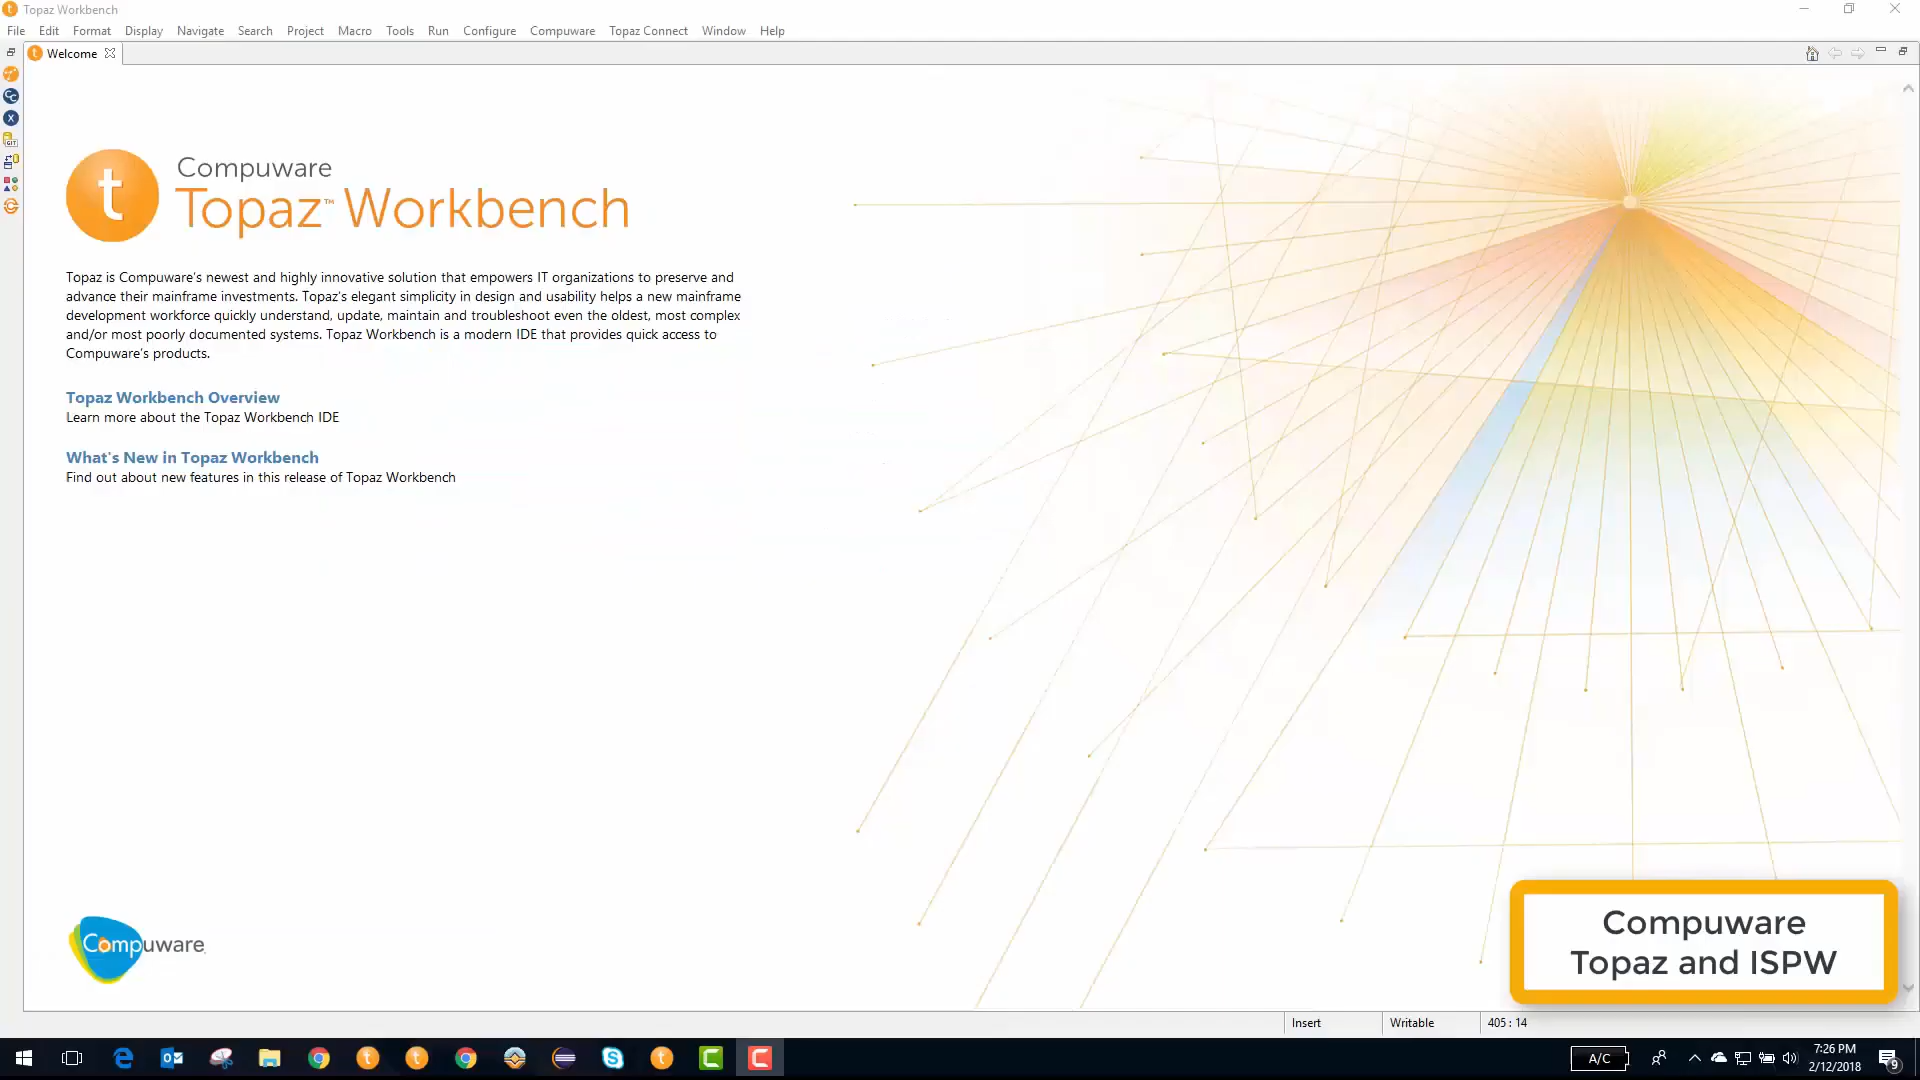 Topaz Workbench
File Edit Format Display Navigate Search Project Macro Tools Run Configure Compuware Topaz Connect Window Help
Welcome
t
Compuware
Topaz™ Workbench
Topaz is Compuware's newest and highly innovative solution that empowers IT organizations to preserve and
advance their mainframe investments. Topaz's elegant simplicity in design and usability helps a new mainframe
development workforce quickly understand, update, maintain and troubleshoot even the oldest, most complex
and/or most poorly documented systems. Topaz Workbench is a modern IDE that provides quick access to
Compuware's products.
Topaz Workbench Overview
Learn more about the Topaz Workbench IDE
What's New in Topaz Workbench
Find out about new features in this release of Topaz Workbench
Compuware
Compuware
Topaz and ISPW
Insert Writable 405 : 14
A/C
7:26 PM
2/12/2018
9